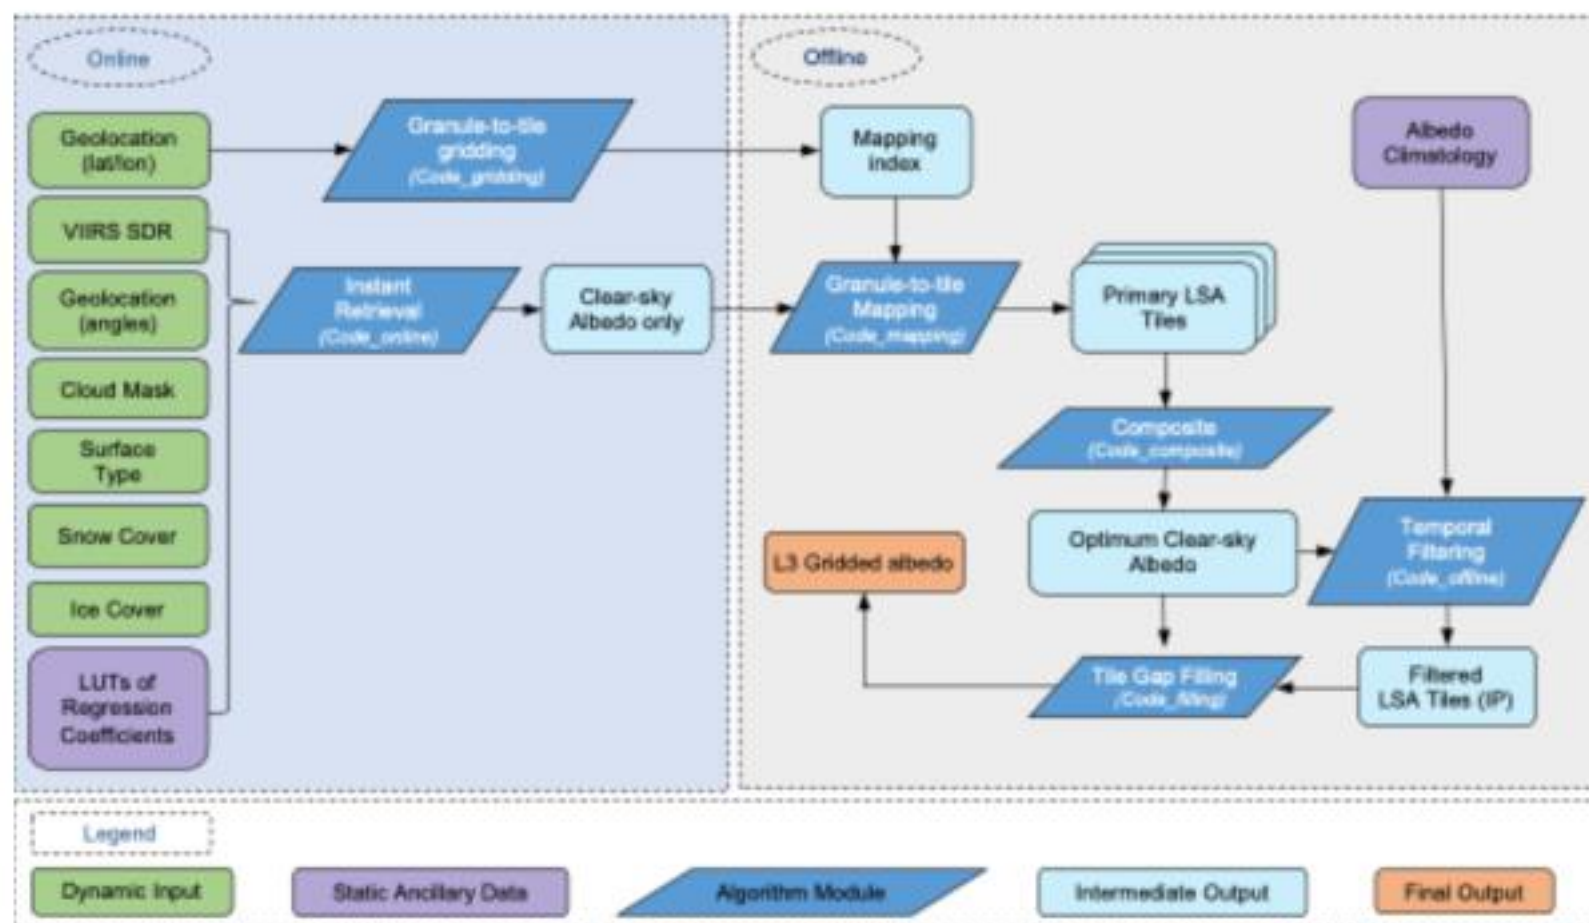 Online
Geolocation
(lat/lon)
VIIRS SDR
Geolocation
(angles)
Cloud Mask
Surface
Type
Snow Cover
Ice Cover
LUTs of
Regression
Coefficients
Granule-to-tile
gridding
(Code_gridding)
Instant
Retrieval
(Code_online)
Clear-sky
Albedo only
Offline
Mapping
index
Albedo
Climatology
Granule-to-tile
Mapping
(Code_mapping)
Primary LSA
Tiles
Composite
(Code_composite)
Optimum Clear-sky
Albedo
Temporal
Filtering
(Code_offline)
L3 Gridded albedo
Tile Gap Filling
(Code_filling)
Filtered
LSA Tiles (IP)
Legend
Dynamic Input
Static Ancillary Data
Algorithm Module
Intermediate Output
Final Output